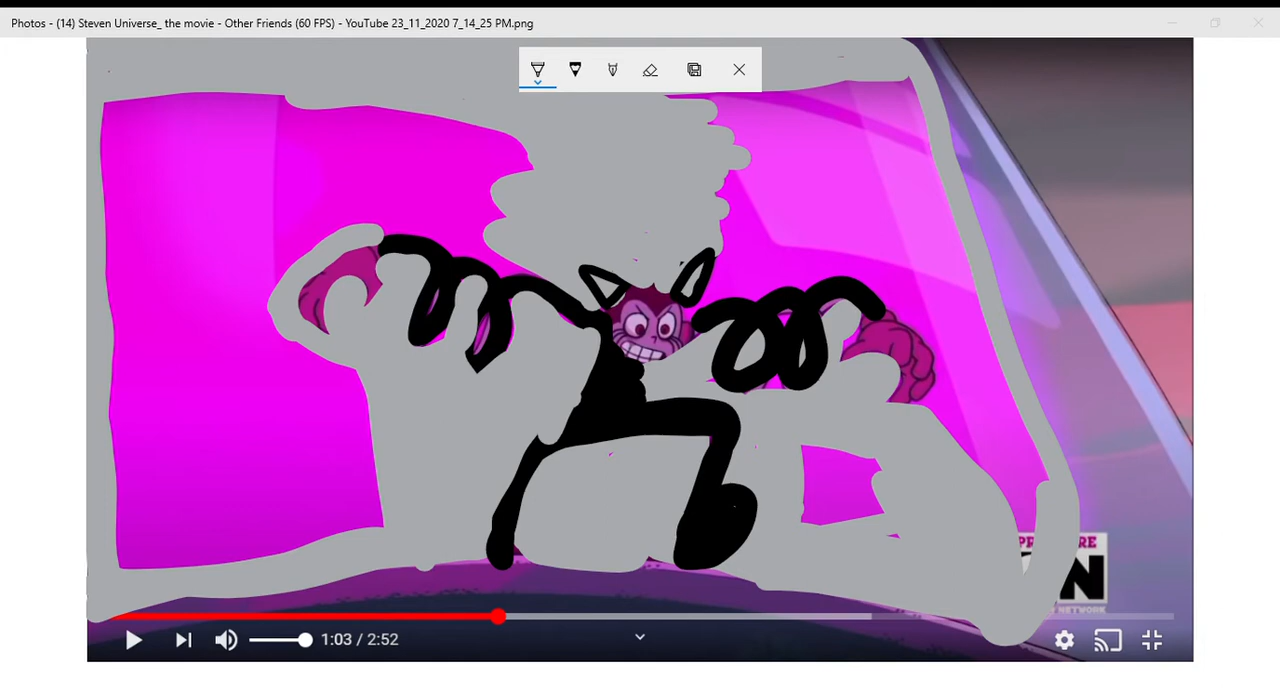 Photos - (14) Steven Universe_ the movie - Other Friends (60 FPS) - YouTube 23_11_2020 7_14_25 PM.png
N
NETWORK
1:03 / 2:52